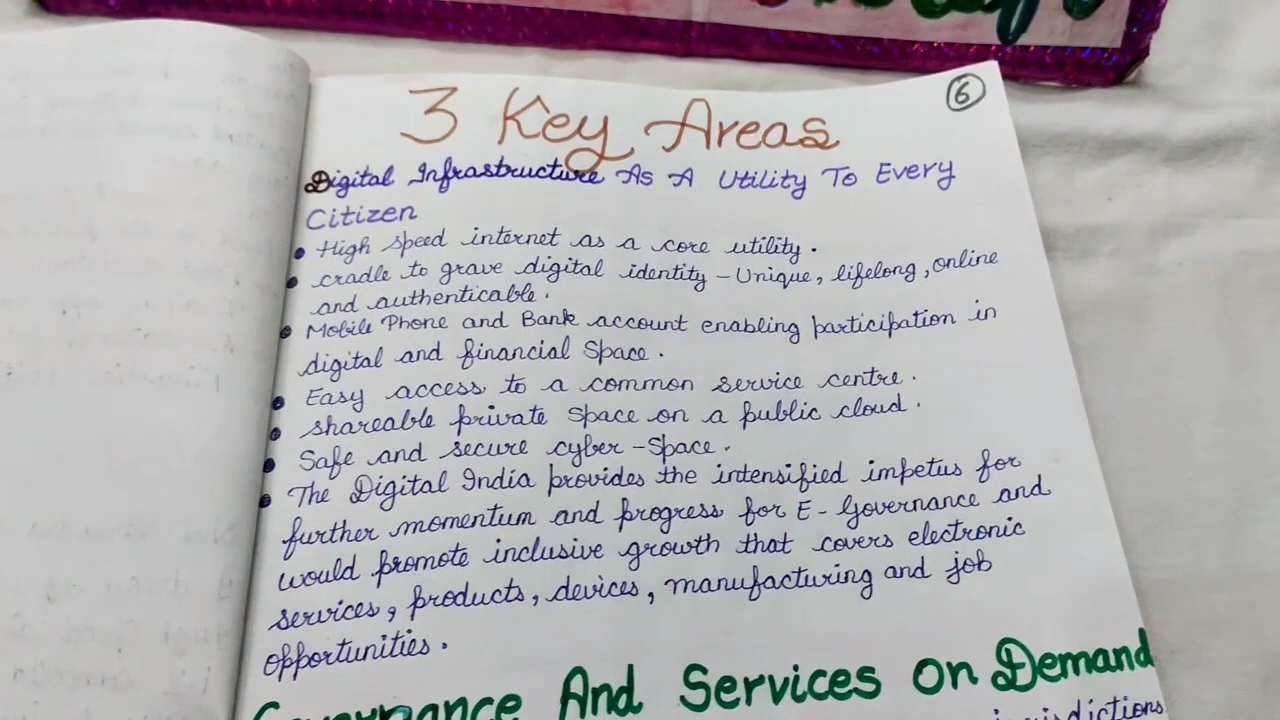 6
3 Key Areas
Digital Infrastructure As A Utility To Every
Citizen
• High speed internet as a core utility.
• cradle to grave digital identity - Unique, lifelong, online
and authenticable.
• Mobile Phone and Bank account enabling participation in
digital and financial Space.
• Easy access to a common service centre.
• shareable private Space on a public cloud.
• Safe and secure cyber - Space.
• The Digital India provides the intensified impetus for
further momentum and progress for E - Governance and
would promote inclusive growth that covers electronic
services, products, devices, manufacturing and job
opportunities.
Governance And Services On Demand